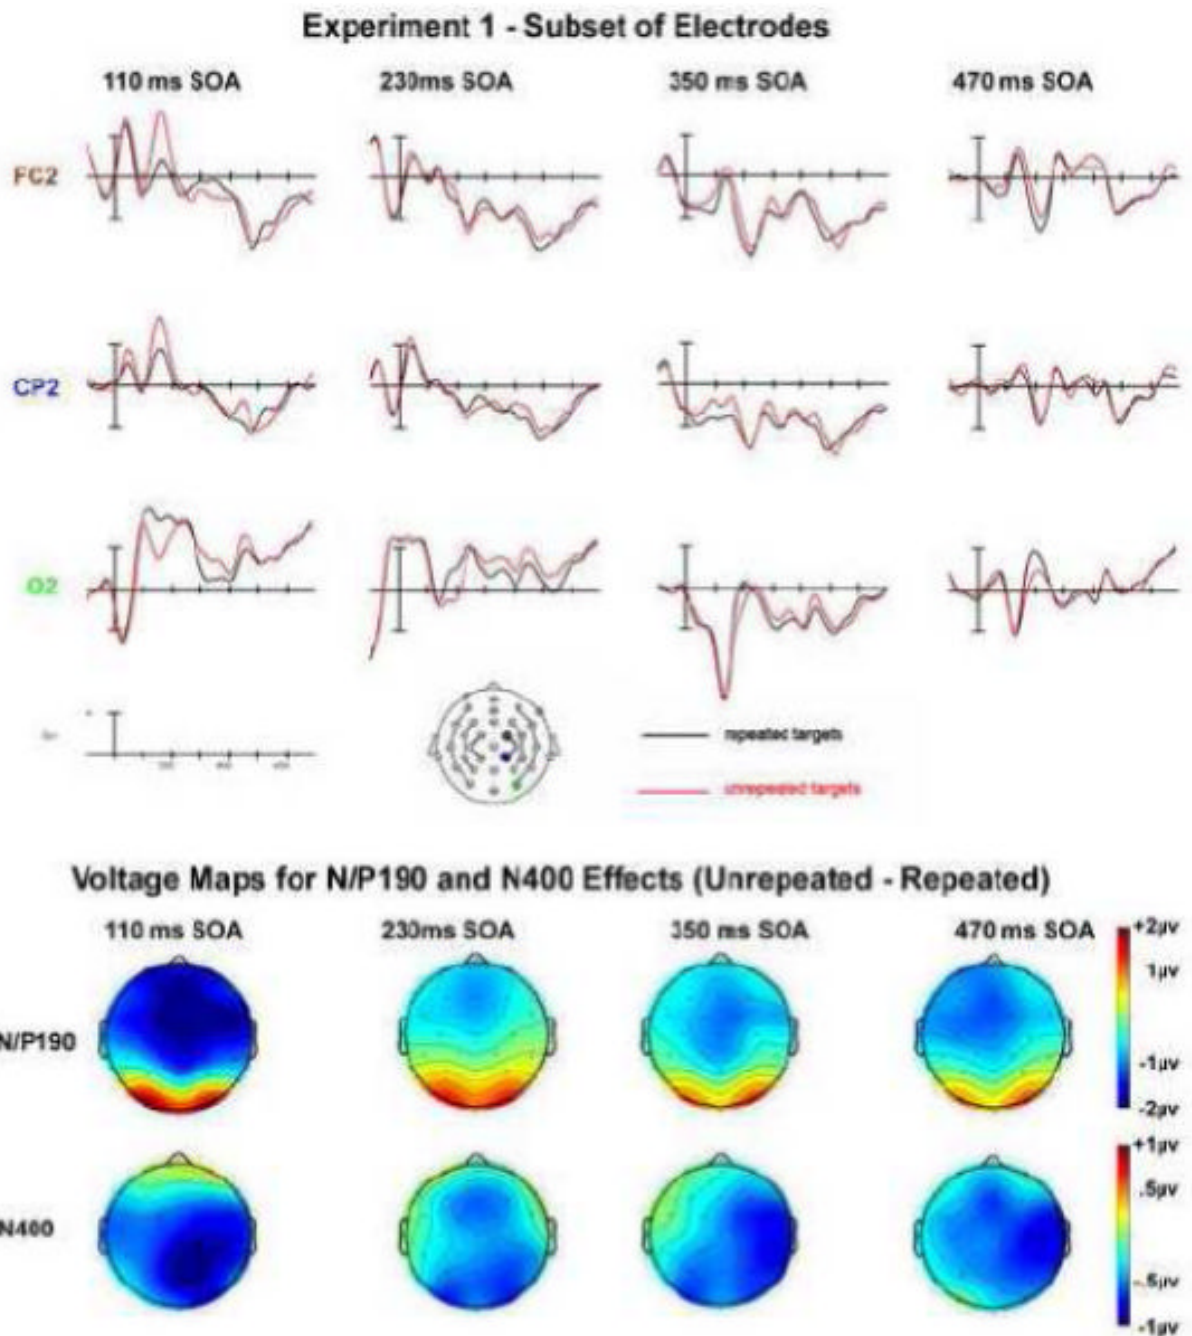 Experiment 1 - Subset of Electrodes
110 ms SOA 230ms SOA 350 ms SOA 470 ms SOA
FC2
CP2
O2
repeated targets
unrepeated targets
Voltage Maps for N/P190 and N400 Effects (Unrepeated - Repeated)
110 ms SOA 230ms SOA 350 ms SOA 470 ms SOA
+2μv
1μv
N/P190
-1μv
-2μv
+1μv
.5μv
N400
-.5μv
-1μv